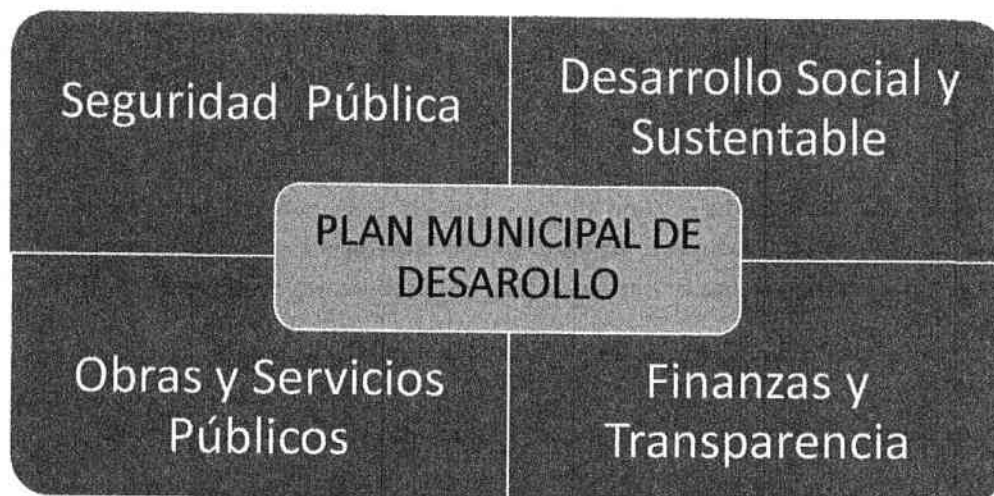 Seguridad Pública
Desarrollo Social y
Sustentable
PLAN MUNICIPAL DE
DESAROLLO
Obras y Servicios
Públicos
Finanzas y
Transparencia